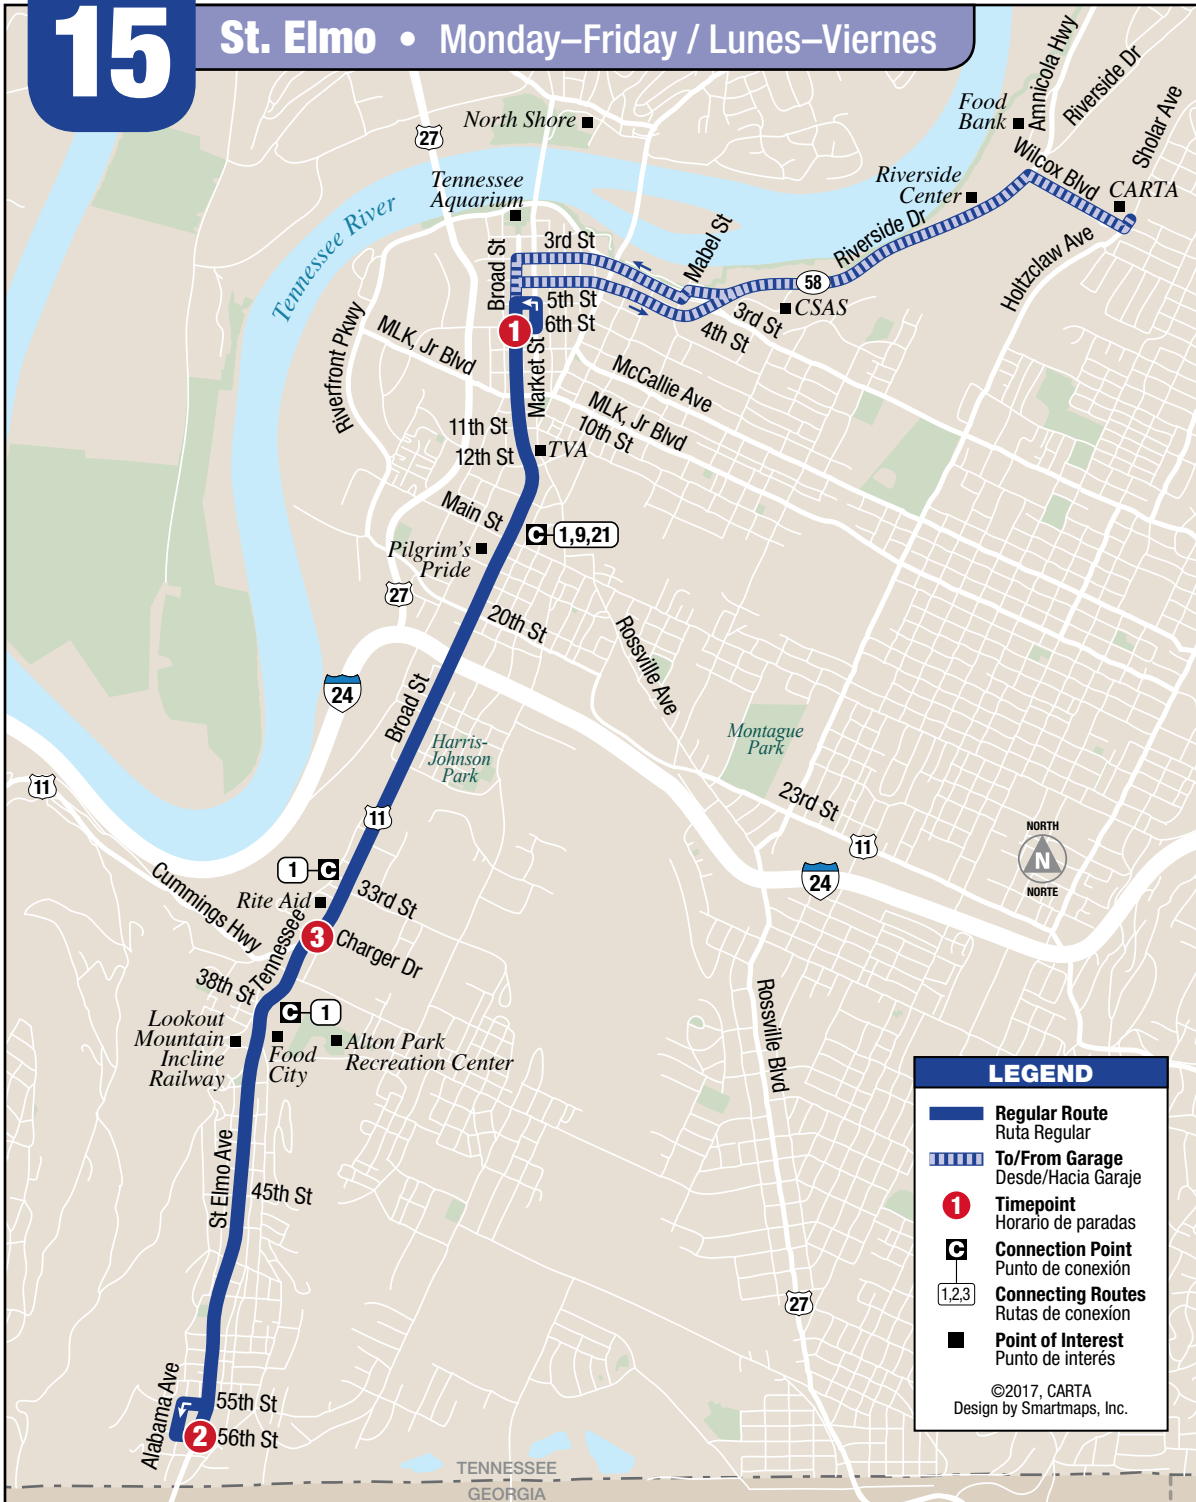 15
St. Elmo • Monday–Friday / Lunes–Viernes
27
North Shore
Tennessee
Aquarium
Tennessee River
Food
Bank
Amnicola Hwy
Riverside Dr
Sholar Ave
Wilcox Blvd
CARTA
Riverside
Center
Riverside Dr
Holtzclaw Ave
Mabel St
58
CSAS
3rd St
Broad St
3rd St
5th St
6th St
4th St
1
Market St
Riverfront Pkwy
MLK, Jr Blvd
McCallie Ave
MLK, Jr Blvd
10th St
11th St
12th St
TVA
Main St
C
1,9,21
Pilgrim's
Pride
27
20th St
Rossville Ave
24
Broad St
Harris-
Johnson
Park
Montague
Park
23rd St
11
11
11
24
NORTH
N
NORTE
1
C
Rite Aid
33rd St
Cummings Hwy
Tennessee
3
Charger Dr
38th St
C
1
Lookout
Mountain
Incline
Railway
Food
City
Alton Park
Recreation Center
Rossville Blvd
St Elmo Ave
45th St
27
Alabama Ave
55th St
2
56th St
TENNESSEE
GEORGIA
LEGEND
Regular Route
Ruta Regular
To/From Garage
Desde/Hacia Garaje
1
Timepoint
Horario de paradas
C
Connection Point
Punto de conexión
1,2,3
Connecting Routes
Rutas de conexíon
Point of Interest
Punto de interés
©2017, CARTA
Design by Smartmaps, Inc.